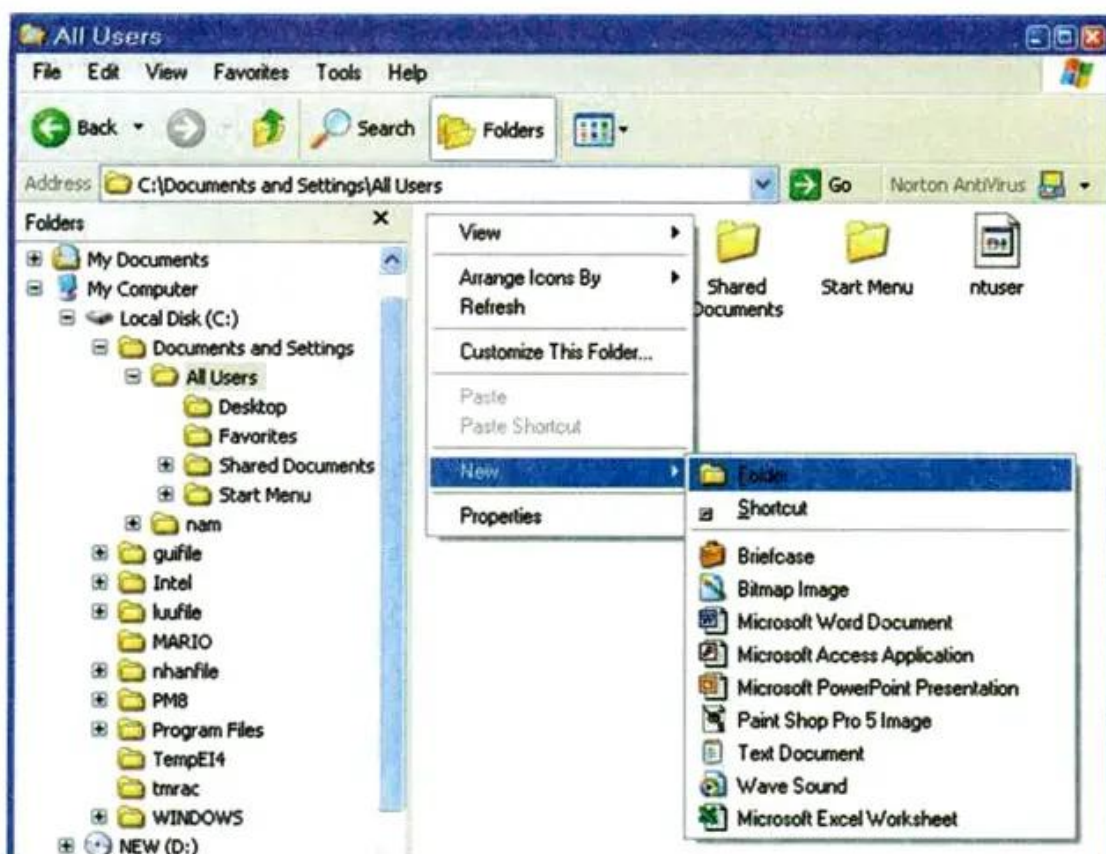 All Users
File Edit View Favorites Tools Help
Back Search Folders
Address C:\Documents and Settings\All Users Go Norton AntiVirus
Folders
My Documents
My Computer
Local Disk (C:)
Documents and Settings
All Users
Desktop
Favorites
Shared Documents
Start Menu
nam
guifile
Intel
luufile
MARIO
nhanfile
PM8
Program Files
TempEI4
tmrac
WINDOWS
NEW (D:)
View
Arrange Icons By
Refresh
Customize This Folder...
Paste
Paste Shortcut
New
Properties
Shared
Documents
Start Menu
ntuser
Folder
Shortcut
Briefcase
Bitmap Image
Microsoft Word Document
Microsoft Access Application
Microsoft PowerPoint Presentation
Paint Shop Pro 5 Image
Text Document
Wave Sound
Microsoft Excel Worksheet